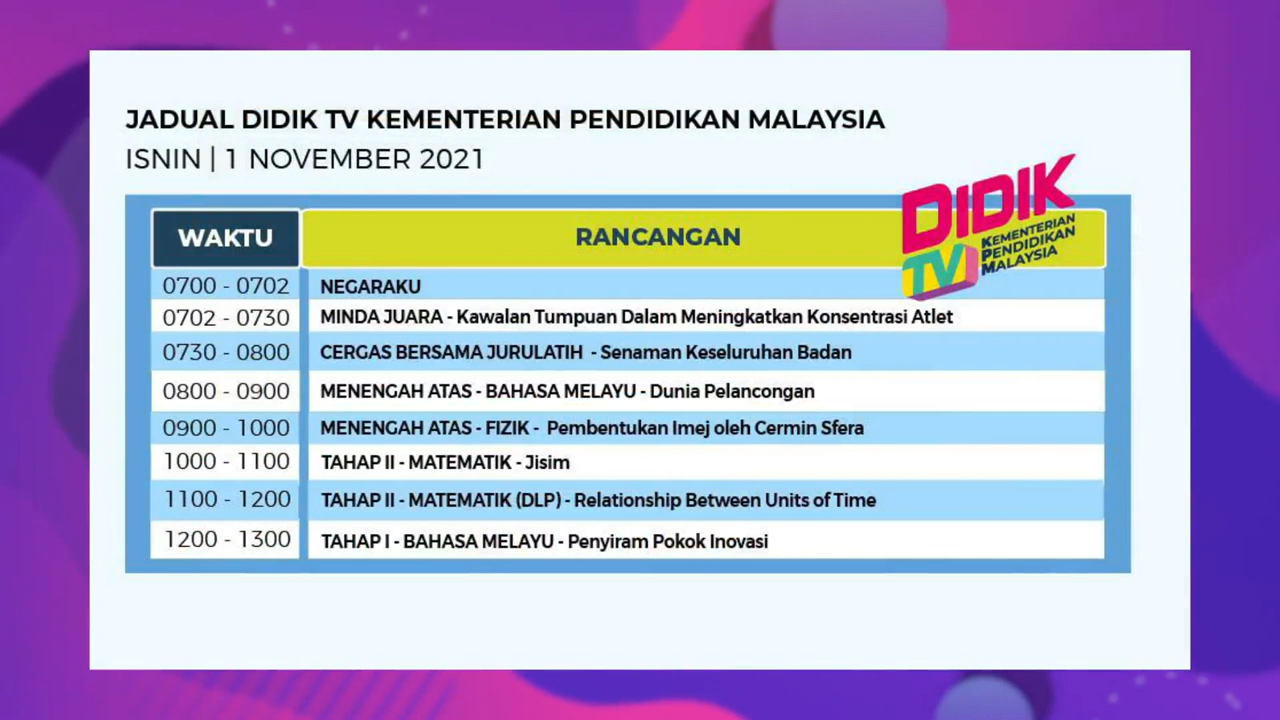 JADUAL DIDIK TV KEMENTERIAN PENDIDIKAN MALAYSIA
ISNIN | 1 NOVEMBER 2021
DIDIK
TV KEMENTERIAN
PENDIDIKAN
MALAYSIA
WAKTU RANCANGAN
0700 - 0702 NEGARAKU
0702 - 0730 MINDA JUARA - Kawalan Tumpuan Dalam Meningkatkan Konsentrasi Atlet
0730 - 0800 CERGAS BERSAMA JURULATIH - Senaman Keseluruhan Badan
0800 - 0900 MENENGAH ATAS - BAHASA MELAYU - Dunia Pelancongan
0900 - 1000 MENENGAH ATAS - FIZIK - Pembentukan Imej oleh Cermin Sfera
1000 - 1100 TAHAP II - MATEMATIK - Jisim
1100 - 1200 TAHAP II - MATEMATIK (DLP) - Relationship Between Units of Time
1200 - 1300 TAHAP I - BAHASA MELAYU - Penyiram Pokok Inovasi